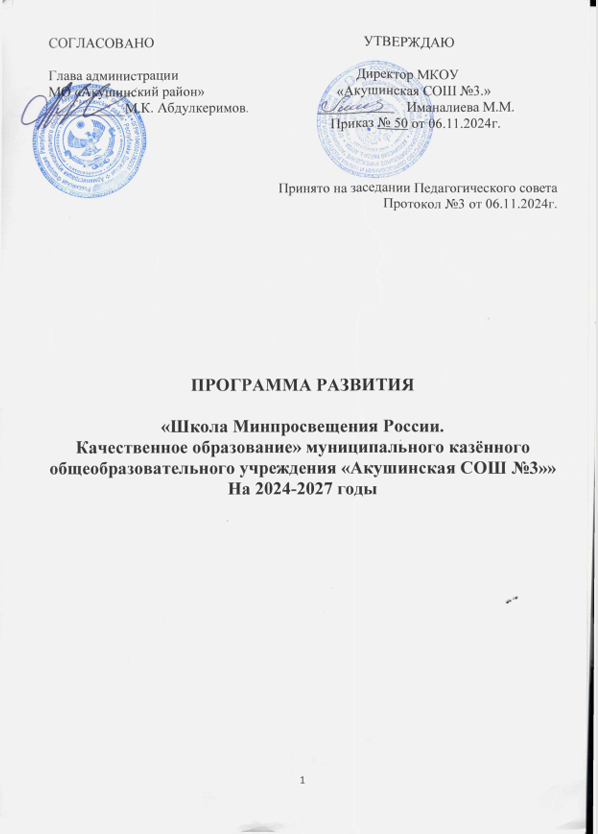 СОГЛАСОВАНО
УТВЕРЖДАЮ
Глава администрации
МО «Акушинский район»
М.К. Абдулкеримов.
Директор МКОУ
«Акушинская СОШ №3.»
Иманалиева М.М.
Приказ № 50 от 06.11.2024г.
Принято на заседании Педагогического совета
Протокол №3 от 06.11.2024г.
ПРОГРАММА РАЗВИТИЯ
«Школа Минпросвещения России.
Качественное образование» муниципального казённого
общеобразовательного учреждения «Акушинская СОШ №3»»
На 2024-2027 годы
1